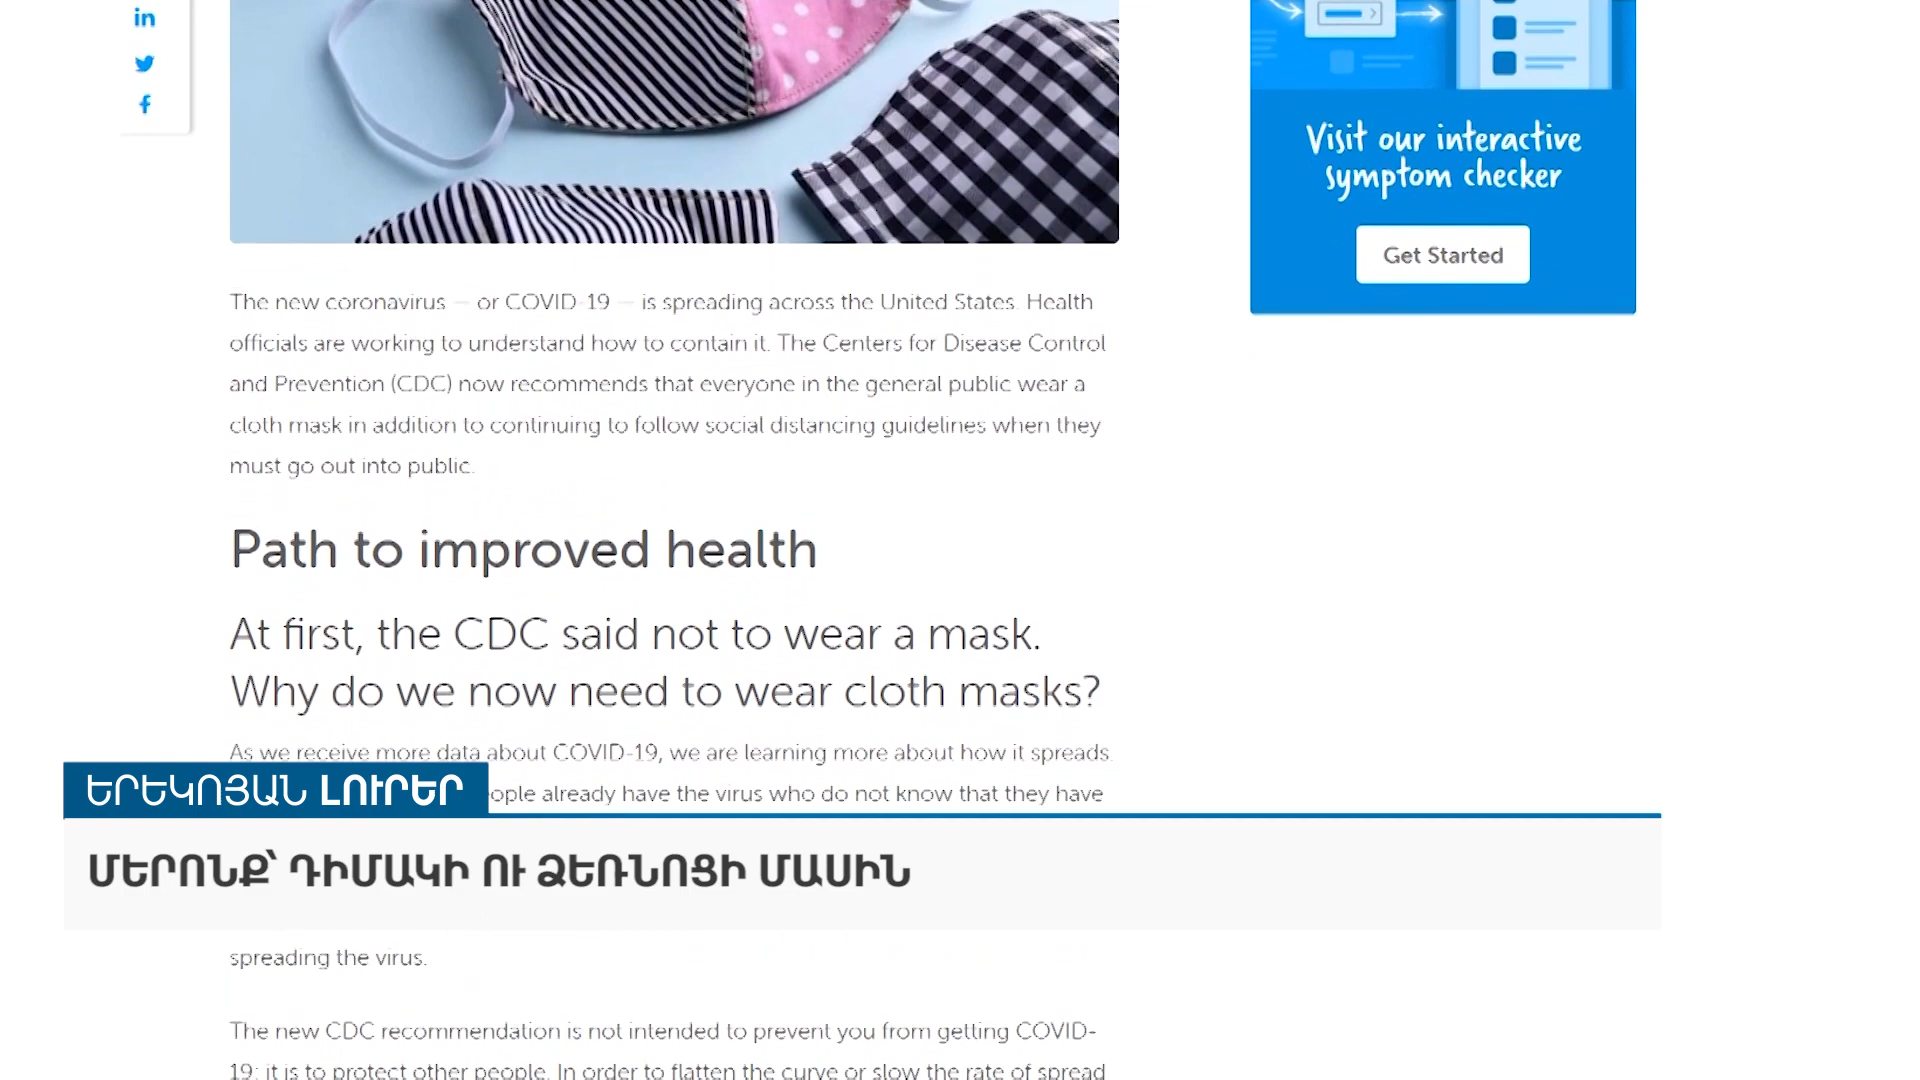 in
Visit our interactive
symptom checker
Get Started
The new coronavirus — or COVID-19 — is spreading across the United States. Health
officials are working to understand how to contain it. The Centers for Disease Control
and Prevention (CDC) now recommends that everyone in the general public wear a
cloth mask in addition to continuing to follow social distancing guidelines when they
must go out into public.
Path to improved health
At first, the CDC said not to wear a mask.
Why do we now need to wear cloth masks?
As we receive more data about COVID-19, we are learning more about how it spreads.
ople already have the virus who do not know that they have
ԵՐԵԿՈՅԱՆ ԼՈՒՐԵՐ
ՄԵՐՈՆՔ՝ ԴԻՄԱԿԻ ՈՒ ՁԵՌՆՈՑԻ ՄԱՍԻՆ
spreading the virus.
The new CDC recommendation is not intended to prevent you from getting COVID-
19; it is to protect other people. In order to flatten the curve or slow the rate of spread